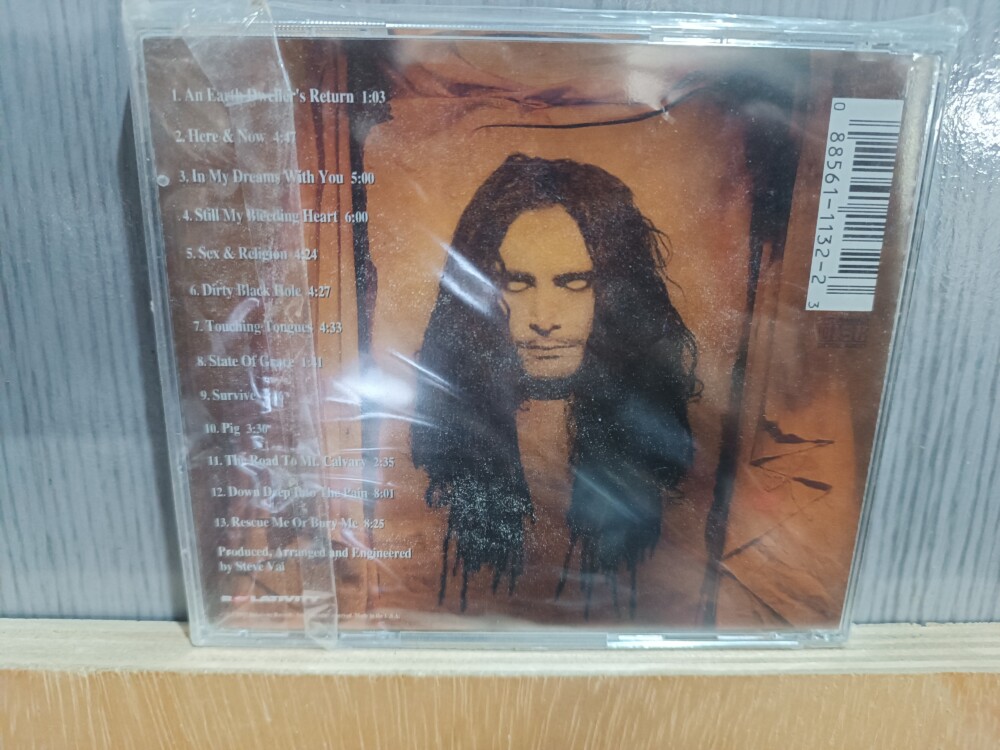 1. An Earth Dweller's Return 1:03
2. Here & Now 4:47
3. In My Dreams With You 5:00
4. Still My Bleeding Heart 6:00
5. Sex & Religion 4:24
6. Dirty Black Hole 4:27
7. Touching Tongues 4:33
8. State Of Grace 1:41
9. Survive
10. Pig 3:30
11. The Road To Mt. Calvary 2:35
12. Down Deep Into The Pain 8:01
13. Rescue Me Or Bury Me 8:25
Produced, Arranged and Engineered
by Steve Vai
RELATIVITY
0 88561-1132-2 3